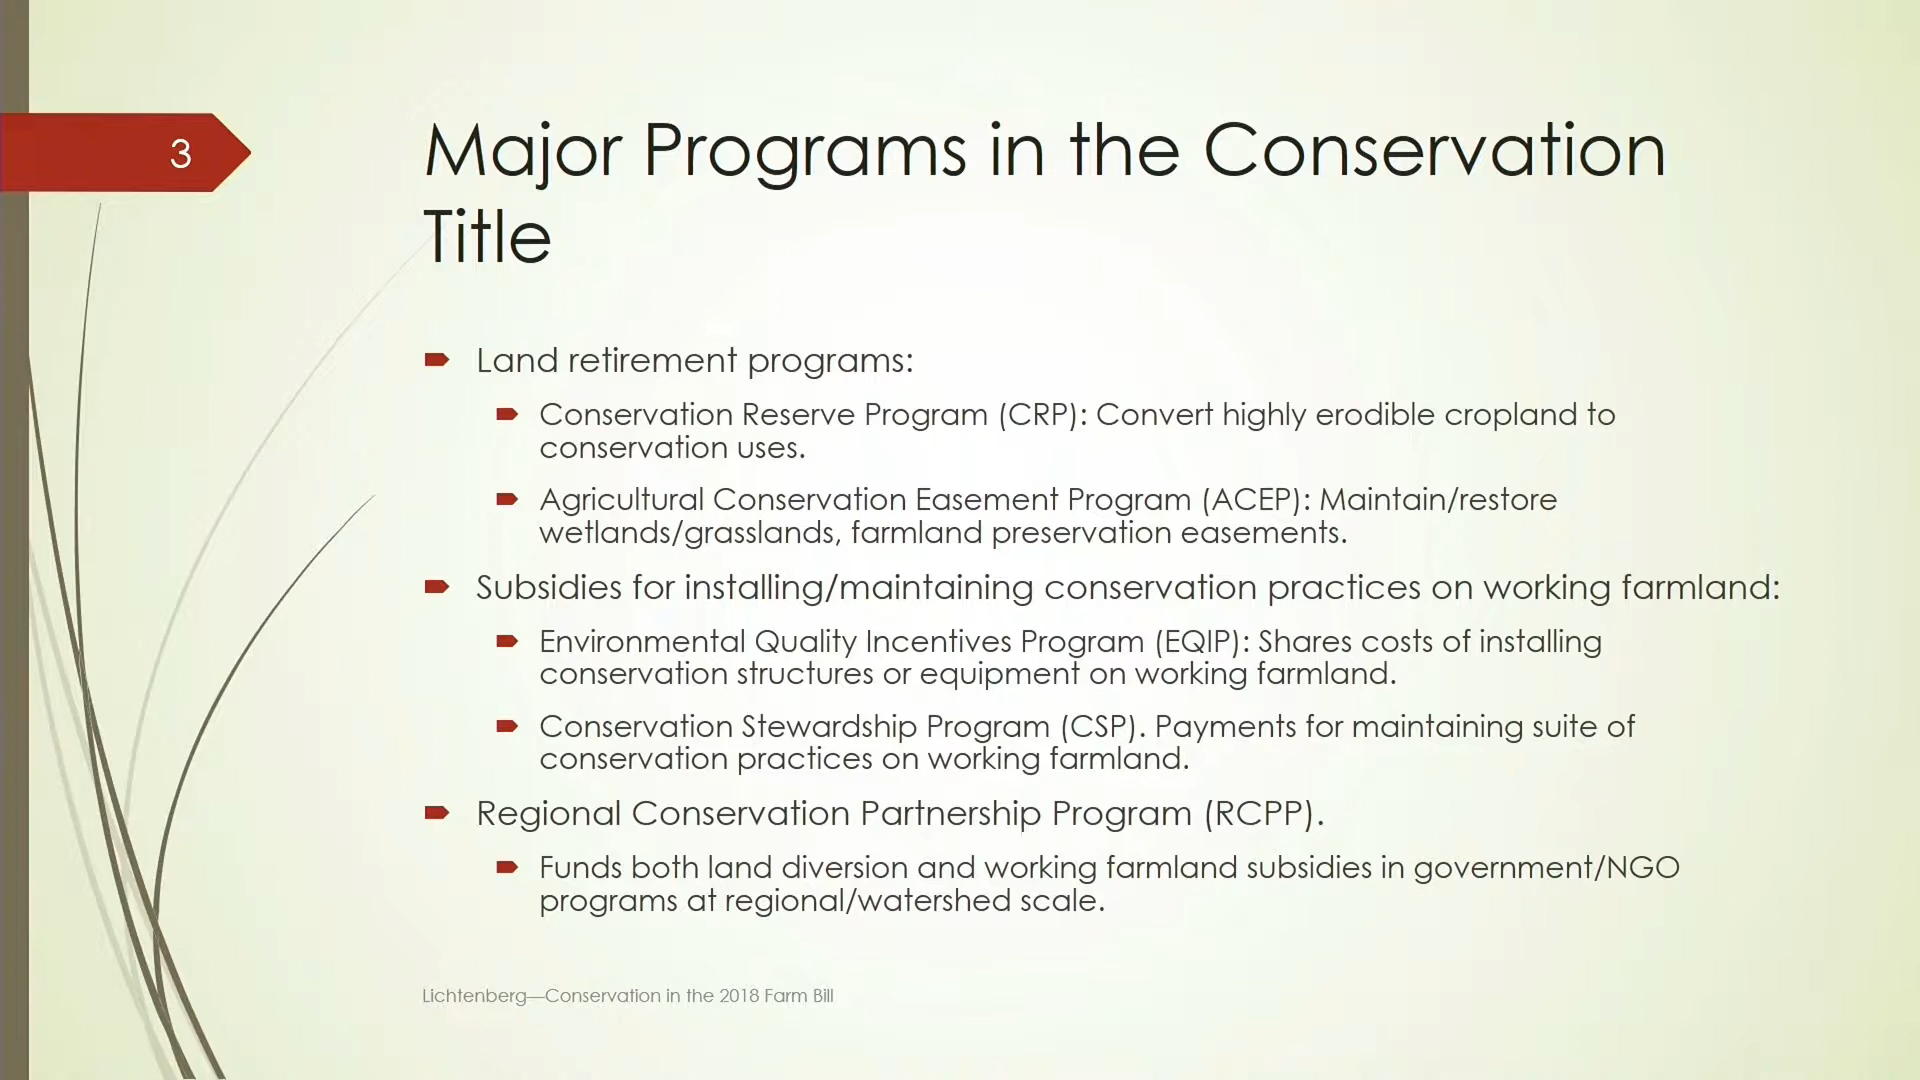 3
Major Programs in the Conservation
Title
Land retirement programs:
Conservation Reserve Program (CRP): Convert highly erodible cropland to
conservation uses.
Agricultural Conservation Easement Program (ACEP): Maintain/restore
wetlands/grasslands, farmland preservation easements.
Subsidies for installing/maintaining conservation practices on working farmland:
Environmental Quality Incentives Program (EQIP): Shares costs of installing
conservation structures or equipment on working farmland.
Conservation Stewardship Program (CSP). Payments for maintaining suite of
conservation practices on working farmland.
Regional Conservation Partnership Program (RCPP).
Funds both land diversion and working farmland subsidies in government/NGO
programs at regional/watershed scale.
Lichtenberg—Conservation in the 2018 Farm Bill